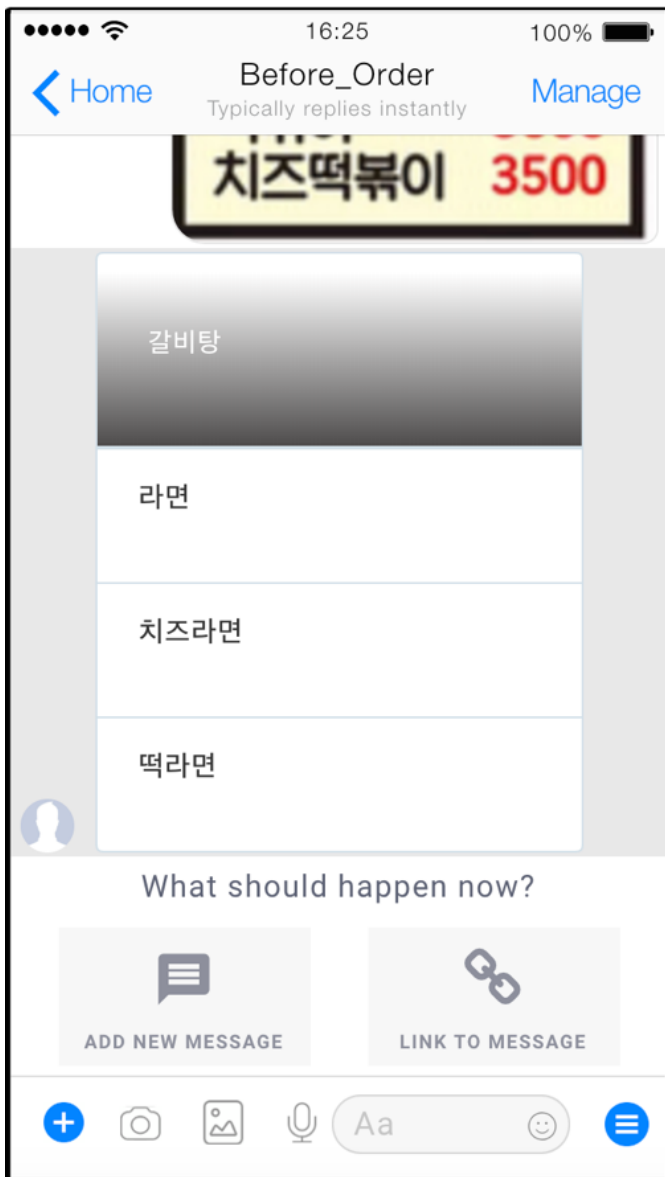 16:25
100%
Home
Before_Order
Manage
Typically replies instantly
치즈떡볶이 3500
갈비탕
라면
치즈라면
떡라면
What should happen now?
ADD NEW MESSAGE
LINK TO MESSAGE
Aa